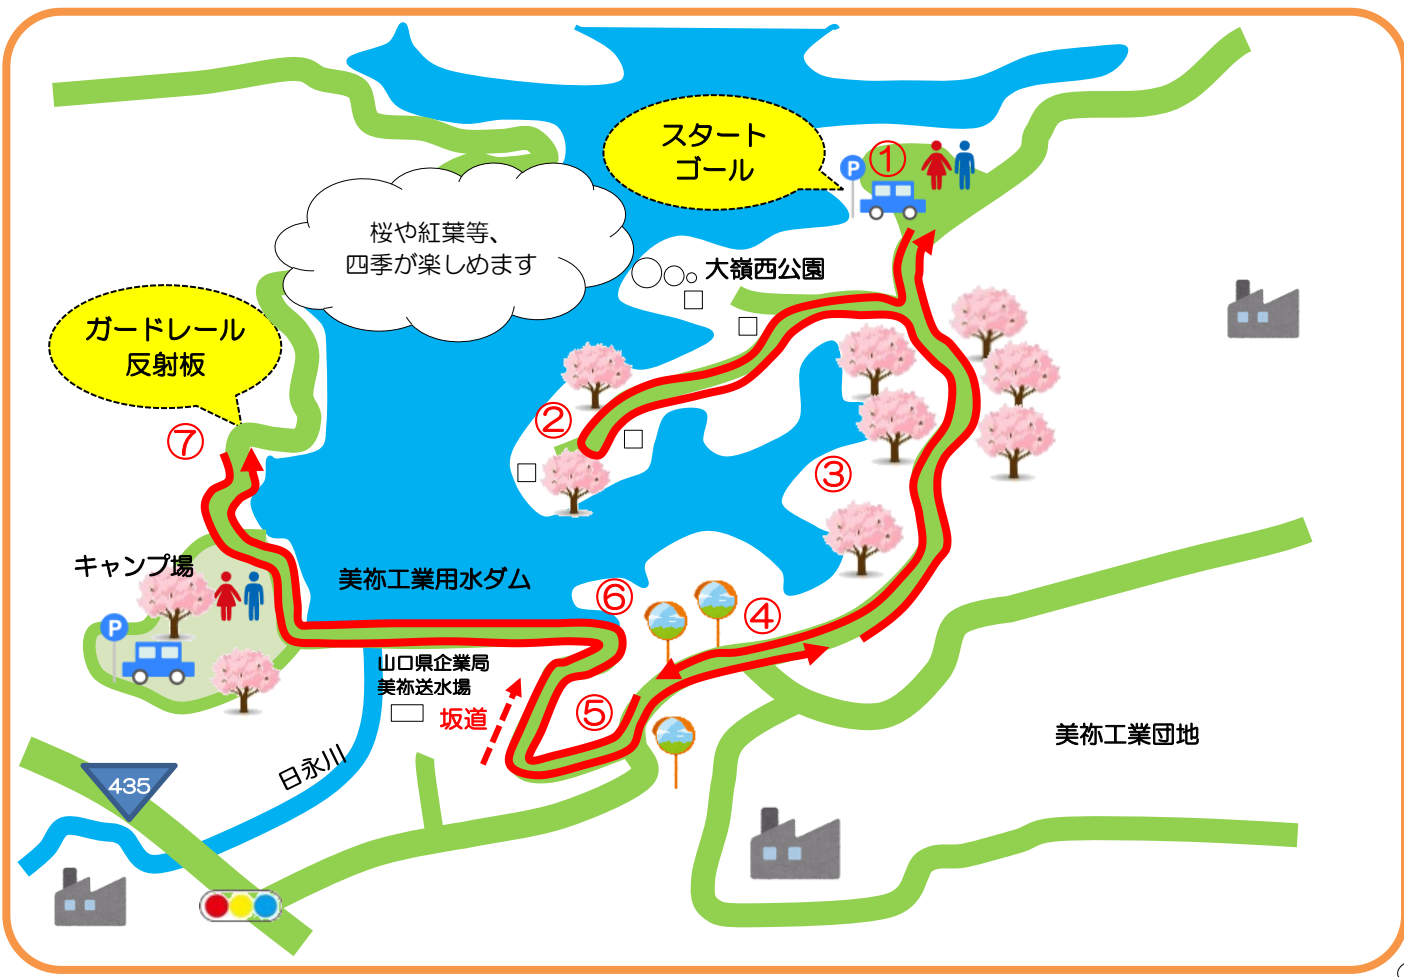 スタート
ゴール
①
P
桜や紅葉等、
四季が楽しめます
大嶺西公園
ガードレール
反射板
⑦
②
③
キャンプ場
P
美祢工業用水ダム
⑥
④
山口県企業局
美祢送水場
坂道
⑤
美祢工業団地
日永川
435